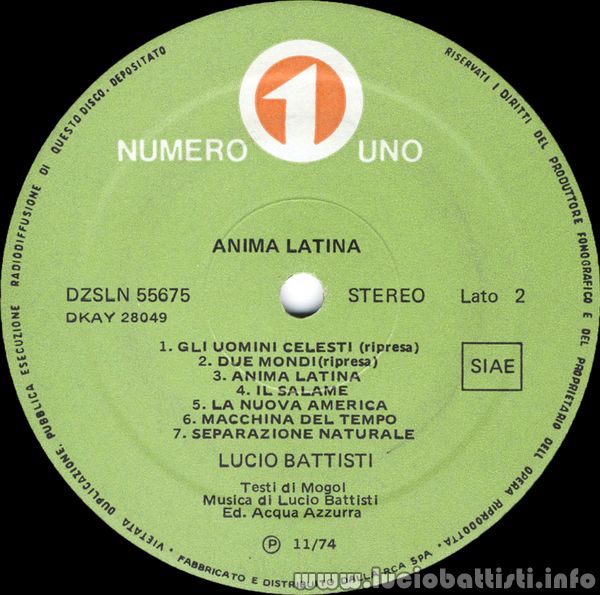 RISERVATI I DIRITTI DEL PRODUTTORE FONOGRAFICO E DEL PROPRIETARIO DELL OPERA RIPRODOTTA· VIETATA DUPLICAZIONE, PUBBLICA ESECUZIONE RADIODIFFUSIONE DI QUESTO DISCO, DEPOSITATO
1
NUMERO UNO
ANIMA LATINA
DZSLN 55675 STEREO Lato 2
DKAY 28049
1. GLI UOMINI CELESTI (ripresa)
2. DUE MONDI(ripresa)
3. ANIMA LATINA
4. IL SALAME
5. LA NUOVA AMERICA
6. MACCHINA DEL TEMPO
7. SEPARAZIONE NATURALE
SIAE
LUCIO BATTISTI
Testi di Mogol
Musica di Lucio Battisti
Ed. Acqua Azzurra
Ⓟ 11/74
· FABBRICATO E DISTRIBUITO DALLA RCA SPA ·
www.luciobattisti.info